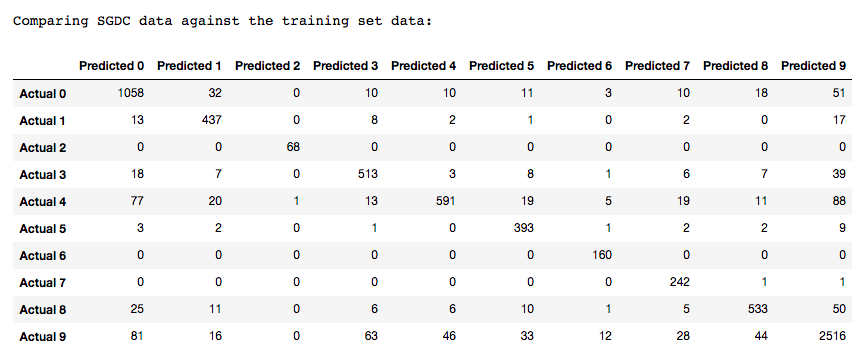 Comparing SGDC data against the training set data:
Predicted 0 Predicted 1 Predicted 2 Predicted 3 Predicted 4 Predicted 5 Predicted 6 Predicted 7 Predicted 8 Predicted 9
Actual 0 1058 32 0 10 10 11 3 10 18 51
Actual 1 13 437 0 8 2 1 0 2 0 17
Actual 2 0 0 68 0 0 0 0 0 0 0
Actual 3 18 7 0 513 3 8 1 6 7 39
Actual 4 77 20 1 13 591 19 5 19 11 88
Actual 5 3 2 0 1 0 393 1 2 2 9
Actual 6 0 0 0 0 0 0 160 0 0 0
Actual 7 0 0 0 0 0 0 0 242 1 1
Actual 8 25 11 0 6 6 10 1 5 533 50
Actual 9 81 16 0 63 46 33 12 28 44 2516